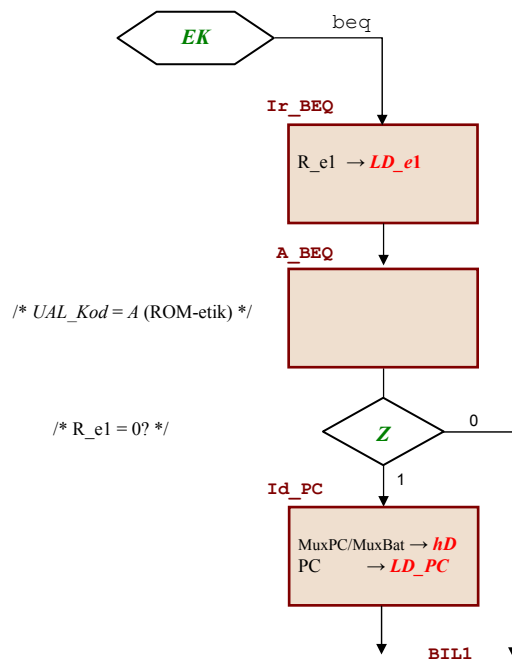 EK
beq
Ir_BEQ
R_e1 → LD_e1
A_BEQ
/* UAL_Kod = A (ROM-etik) */
/* R_e1 = 0? */
Z
0
1
Id_PC
MuxPC/MuxBat → hD
PC → LD_PC
BIL1